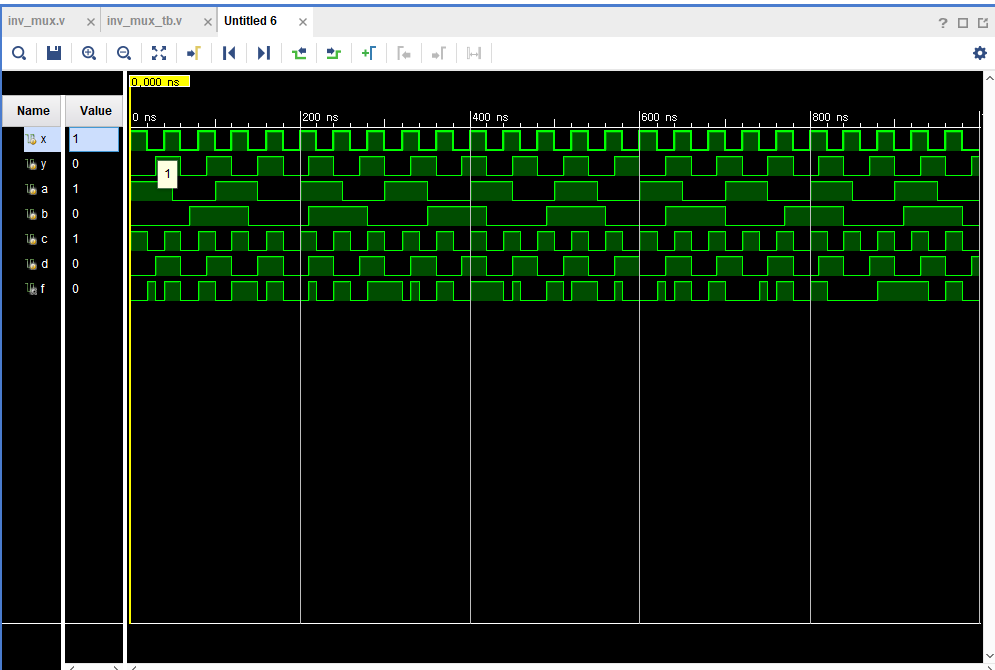 inv_mux.v inv_mux_tb.v Untitled 6
0,000 ns
Name Value
0 ns 200 ns 400 ns 600 ns 800 ns
x 1
y 0
1
a 1
b 0
c 1
d 0
f 0